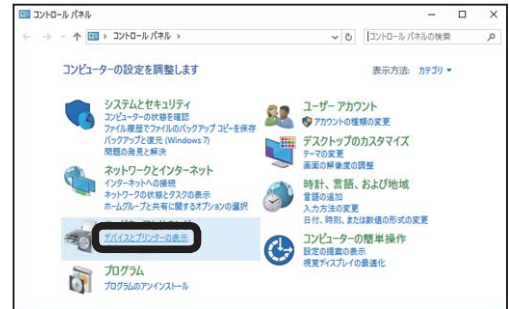 コントロール パネル
コントロール パネル
コントロール パネルの検索
コンピューターの設定を調整します
表示方法: カテゴリ
システムとセキュリティ
コンピューターの状態を確認
ファイル履歴でファイルのバックアップ コピーを保存
バックアップと復元 (Windows 7)
問題の発見と解決
ネットワークとインターネット
インターネットへの接続
ネットワークの状態とタスクの表示
ホームグループと共有に関するオプションの選択
デバイスとプリンターの表示
プログラム
プログラムのアンインストール
ユーザー アカウント
アカウントの種類の変更
デスクトップのカスタマイズ
テーマの変更
画面の解像度の調整
時計、言語、および地域
言語の追加
入力方法の変更
日付、時刻、または数値の形式の変更
コンピューターの簡単操作
設定の提案の表示
視覚ディスプレイの最適化